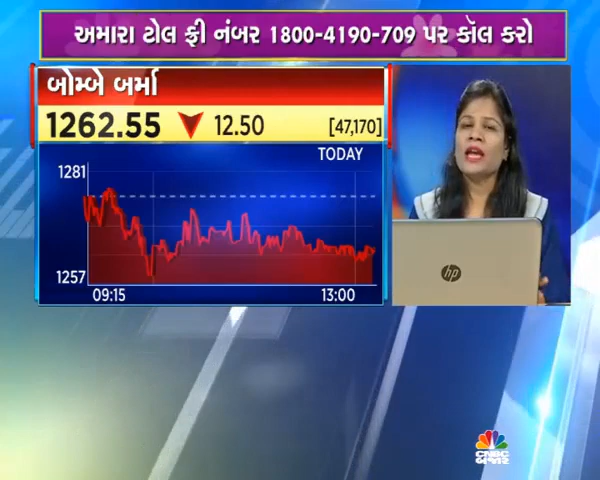 અમારા ટોલ ફ્રી નંબર 1800-4190-709 પર કૉલ કરો
બોમ્બે બર્મા
1262.55 ▼ 12.50 [47,170]
TODAY
1281
1257
09:15 13:00
hp
CNBC
બજાર